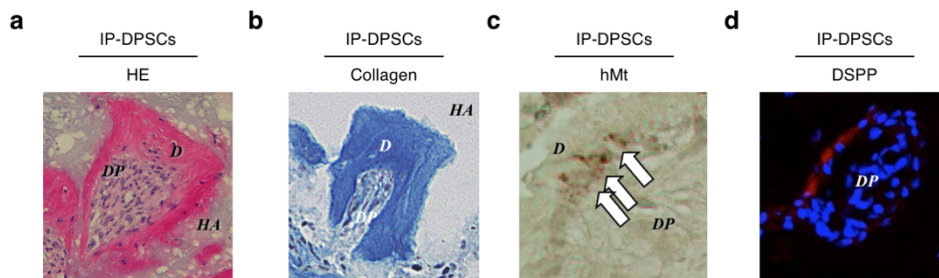 a
IP-DPSCs
HE
DP
D
HA
b
IP-DPSCs
Collagen
HA
D
DP
c
IP-DPSCs
hMt
D
DP
d
IP-DPSCs
DSPP
DP